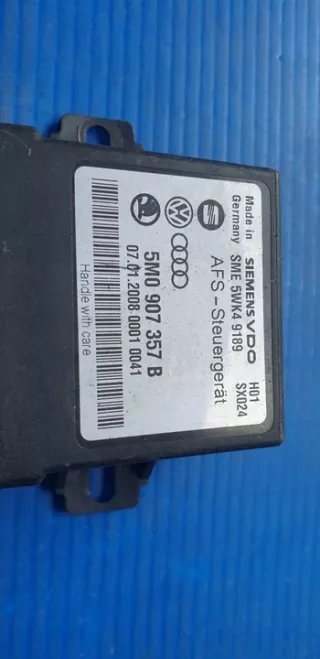 Made in
Germany
SIEMENS VDO
SME 5WK4 9189
H01
SX024
AFS - Steuergerät
5M0 907 357 B
07.01.2008 0001 0041
Handle with care